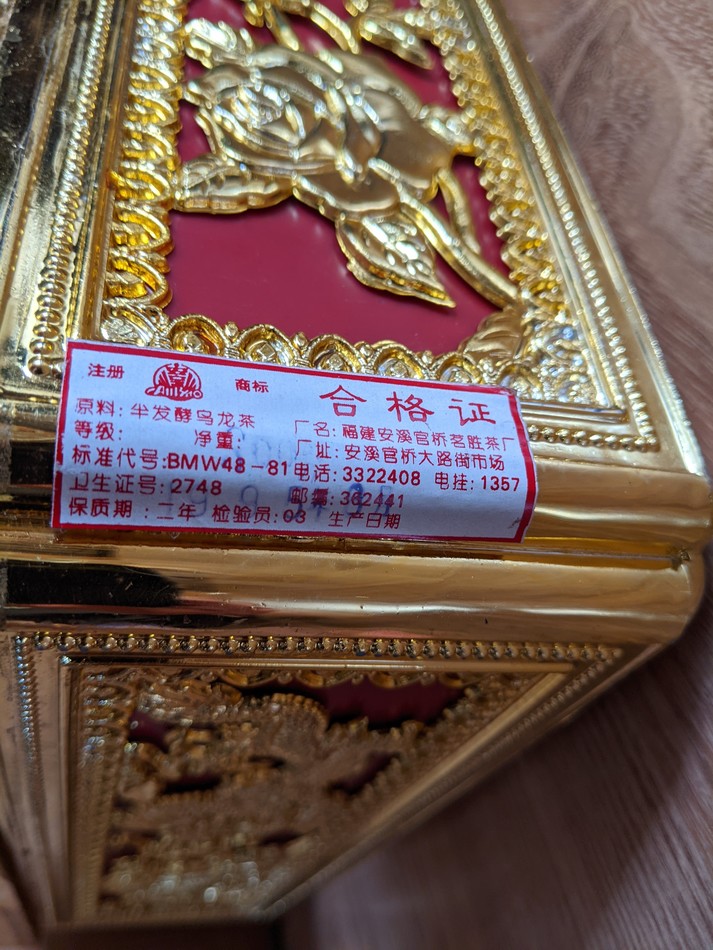 注册 商标 合格证
原料:半发酵乌龙茶 厂名:福建安溪官桥茗胜茶厂
等级: 净重: 厂址:安溪官桥大路街市场
标准代号:BMW48-81 电话:3322408 电挂:1357
卫生证号:2748 邮编:362441
保质期:二年 检验员:03 生产日期